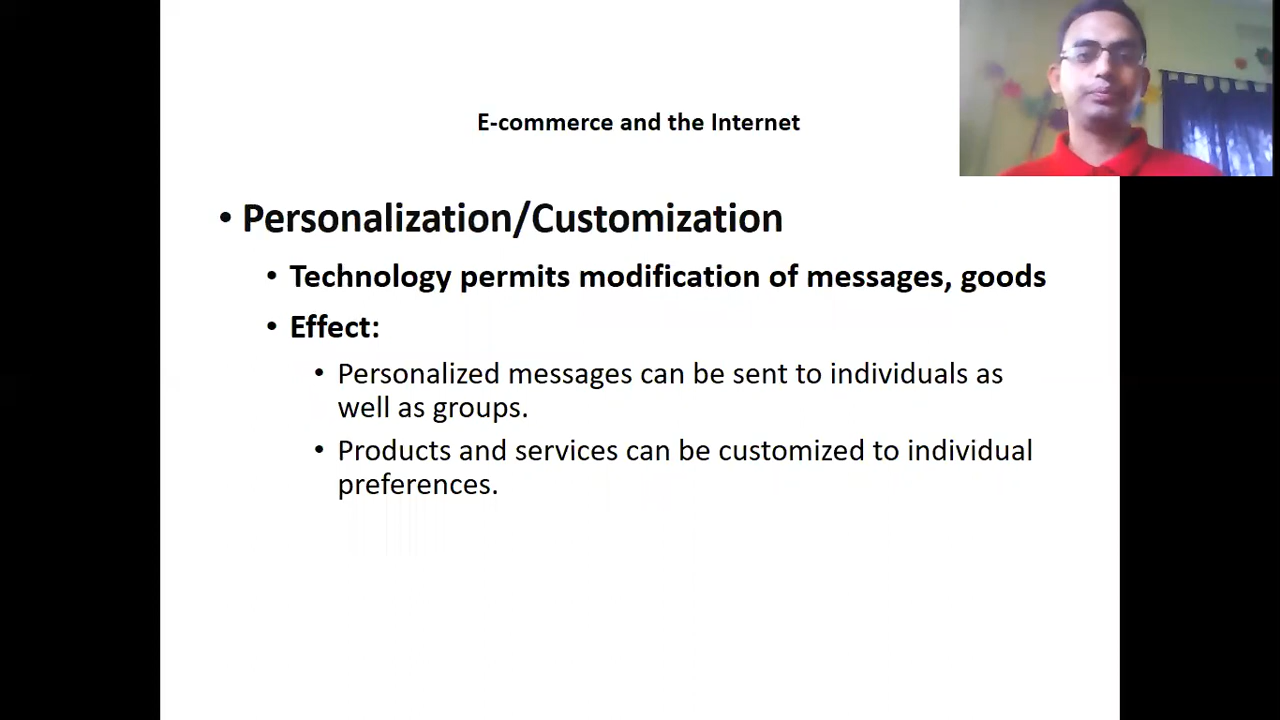 E-commerce and the Internet
• Personalization/Customization
• Technology permits modification of messages, goods
• Effect:
• Personalized messages can be sent to individuals as
well as groups.
• Products and services can be customized to individual
preferences.